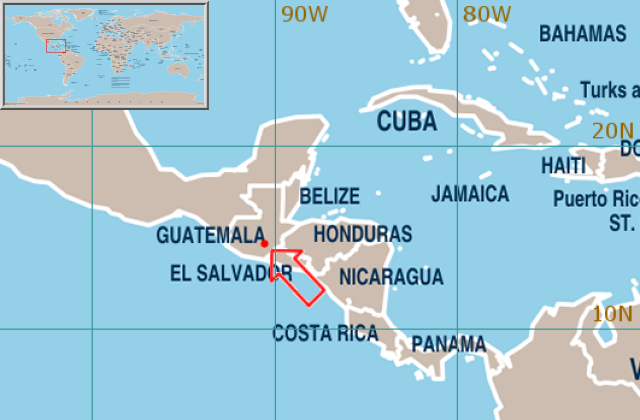 90W
80W
BAHAMAS
Turks a
CUBA
20N
DO
HAITI
BELIZE
JAMAICA
Puerto Ric
ST.
GUATEMALA
HONDURAS
EL SALVADOR
NICARAGUA
10N
COSTA RICA
PANAMA
V